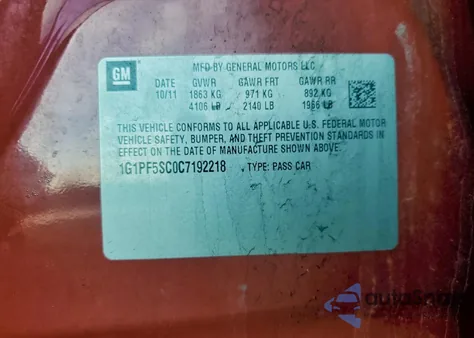 GM
MFD BY GENERAL MOTORS LLC
DATE GVWR GAWR FRT GAWR RR
10/11 1863 KG 971 KG 892 KG
4106 LB 2140 LB 1966 LB
THIS VEHICLE CONFORMS TO ALL APPLICABLE U.S. FEDERAL MOTOR
VEHICLE SAFETY, BUMPER, AND THEFT PREVENTION STANDARDS IN
EFFECT ON THE DATE OF MANUFACTURE SHOWN ABOVE.
1G1PF5SC0C7192218 TYPE: PASS CAR